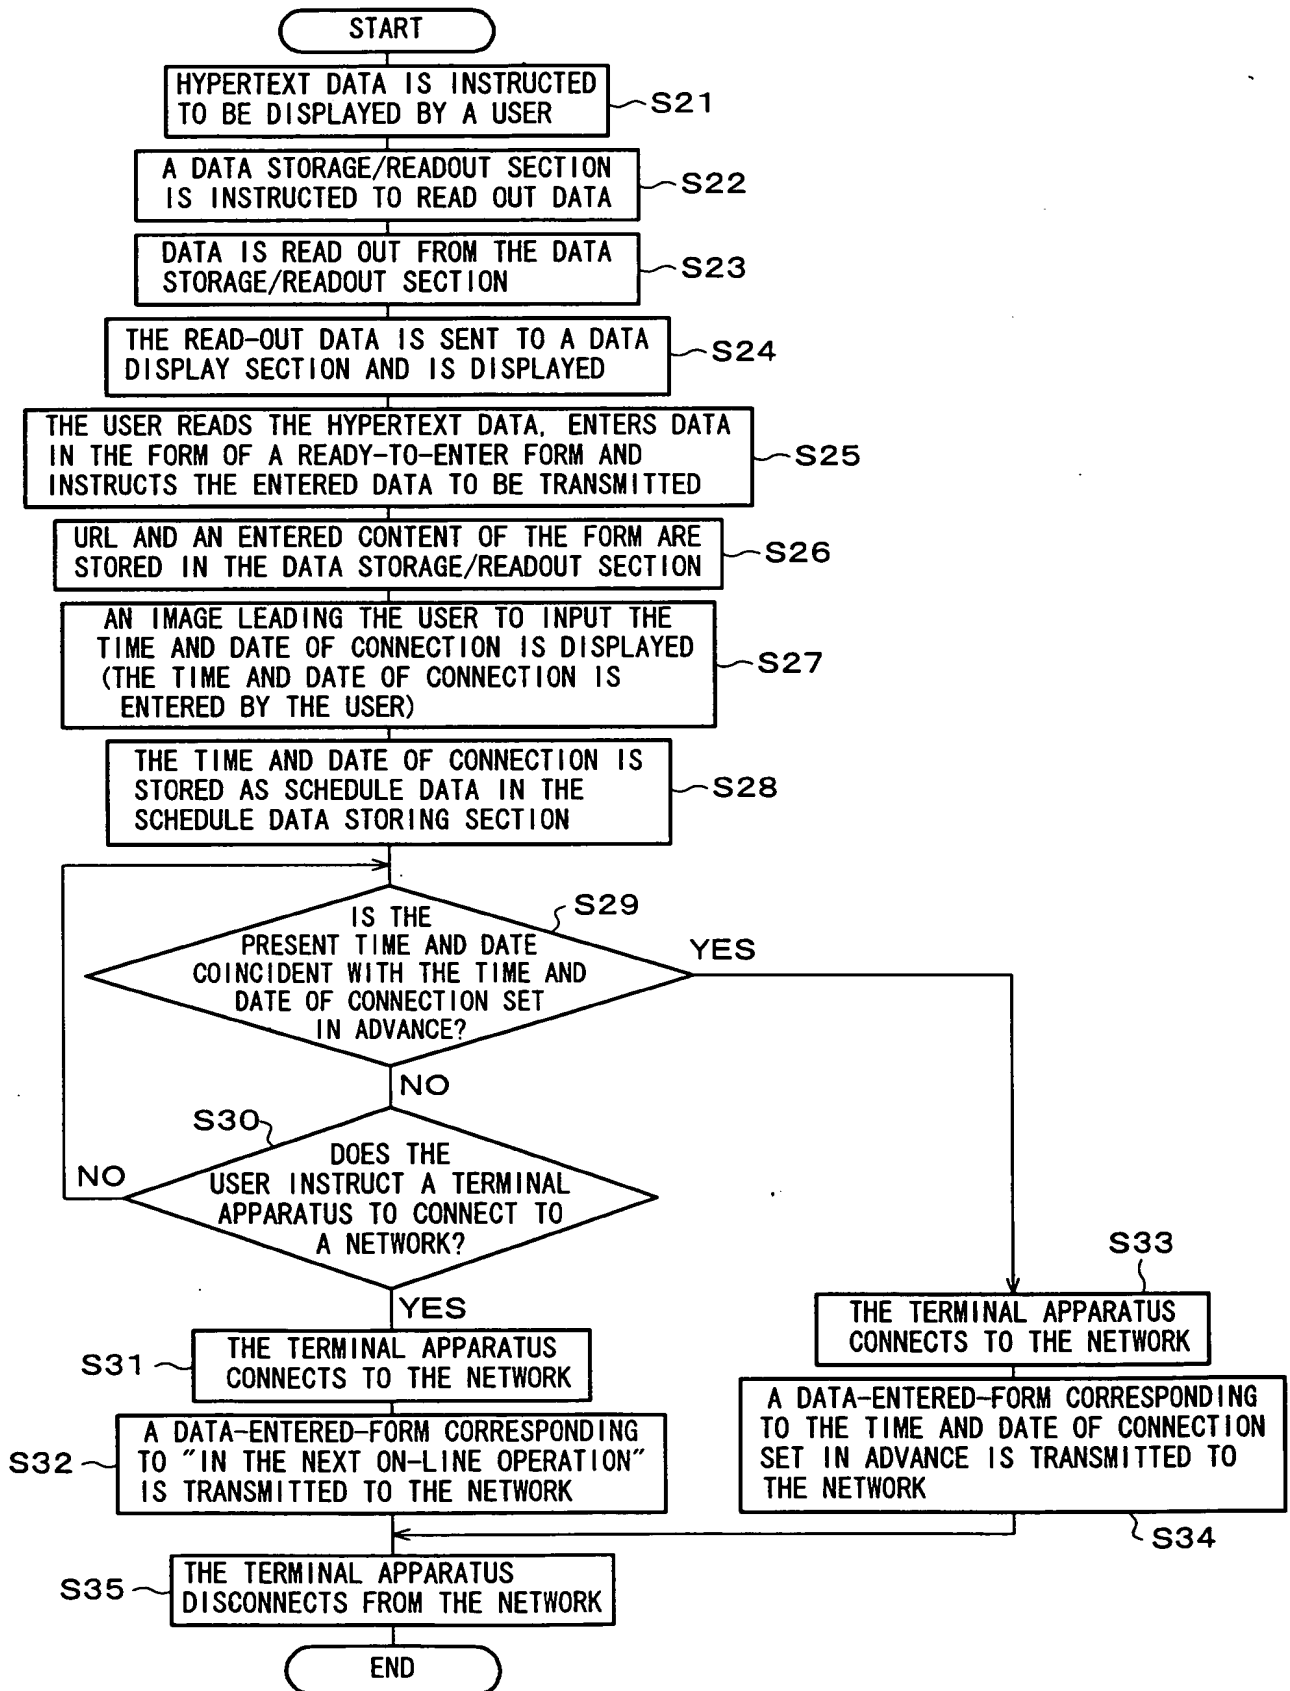 START
HYPERTEXT DATA IS INSTRUCTED
TO BE DISPLAYED BY A USER
S21
A DATA STORAGE/READOUT SECTION
IS INSTRUCTED TO READ OUT DATA
S22
DATA IS READ OUT FROM THE DATA
STORAGE/READOUT SECTION
S23
THE READ-OUT DATA IS SENT TO A DATA
DISPLAY SECTION AND IS DISPLAYED
S24
THE USER READS THE HYPERTEXT DATA, ENTERS DATA
IN THE FORM OF A READY-TO-ENTER FORM AND
INSTRUCTS THE ENTERED DATA TO BE TRANSMITTED
S25
URL AND AN ENTERED CONTENT OF THE FORM ARE
STORED IN THE DATA STORAGE/READOUT SECTION
S26
AN IMAGE LEADING THE USER TO INPUT THE
TIME AND DATE OF CONNECTION IS DISPLAYED
(THE TIME AND DATE OF CONNECTION IS
ENTERED BY THE USER)
S27
THE TIME AND DATE OF CONNECTION IS
STORED AS SCHEDULE DATA IN THE
SCHEDULE DATA STORING SECTION
S28
S29
IS THE
PRESENT TIME AND DATE
COINCIDENT WITH THE TIME AND
DATE OF CONNECTION SET
IN ADVANCE?
YES
NO
S30
DOES THE
USER INSTRUCT A TERMINAL
APPARATUS TO CONNECT TO
A NETWORK?
NO
YES
S31
THE TERMINAL APPARATUS
CONNECTS TO THE NETWORK
S32
A DATA-ENTERED-FORM CORRESPONDING
TO "IN THE NEXT ON-LINE OPERATION"
IS TRANSMITTED TO THE NETWORK
S33
THE TERMINAL APPARATUS
CONNECTS TO THE NETWORK
A DATA-ENTERED-FORM CORRESPONDING
TO THE TIME AND DATE OF CONNECTION
SET IN ADVANCE IS TRANSMITTED TO
THE NETWORK
S34
S35
THE TERMINAL APPARATUS
DISCONNECTS FROM THE NETWORK
END